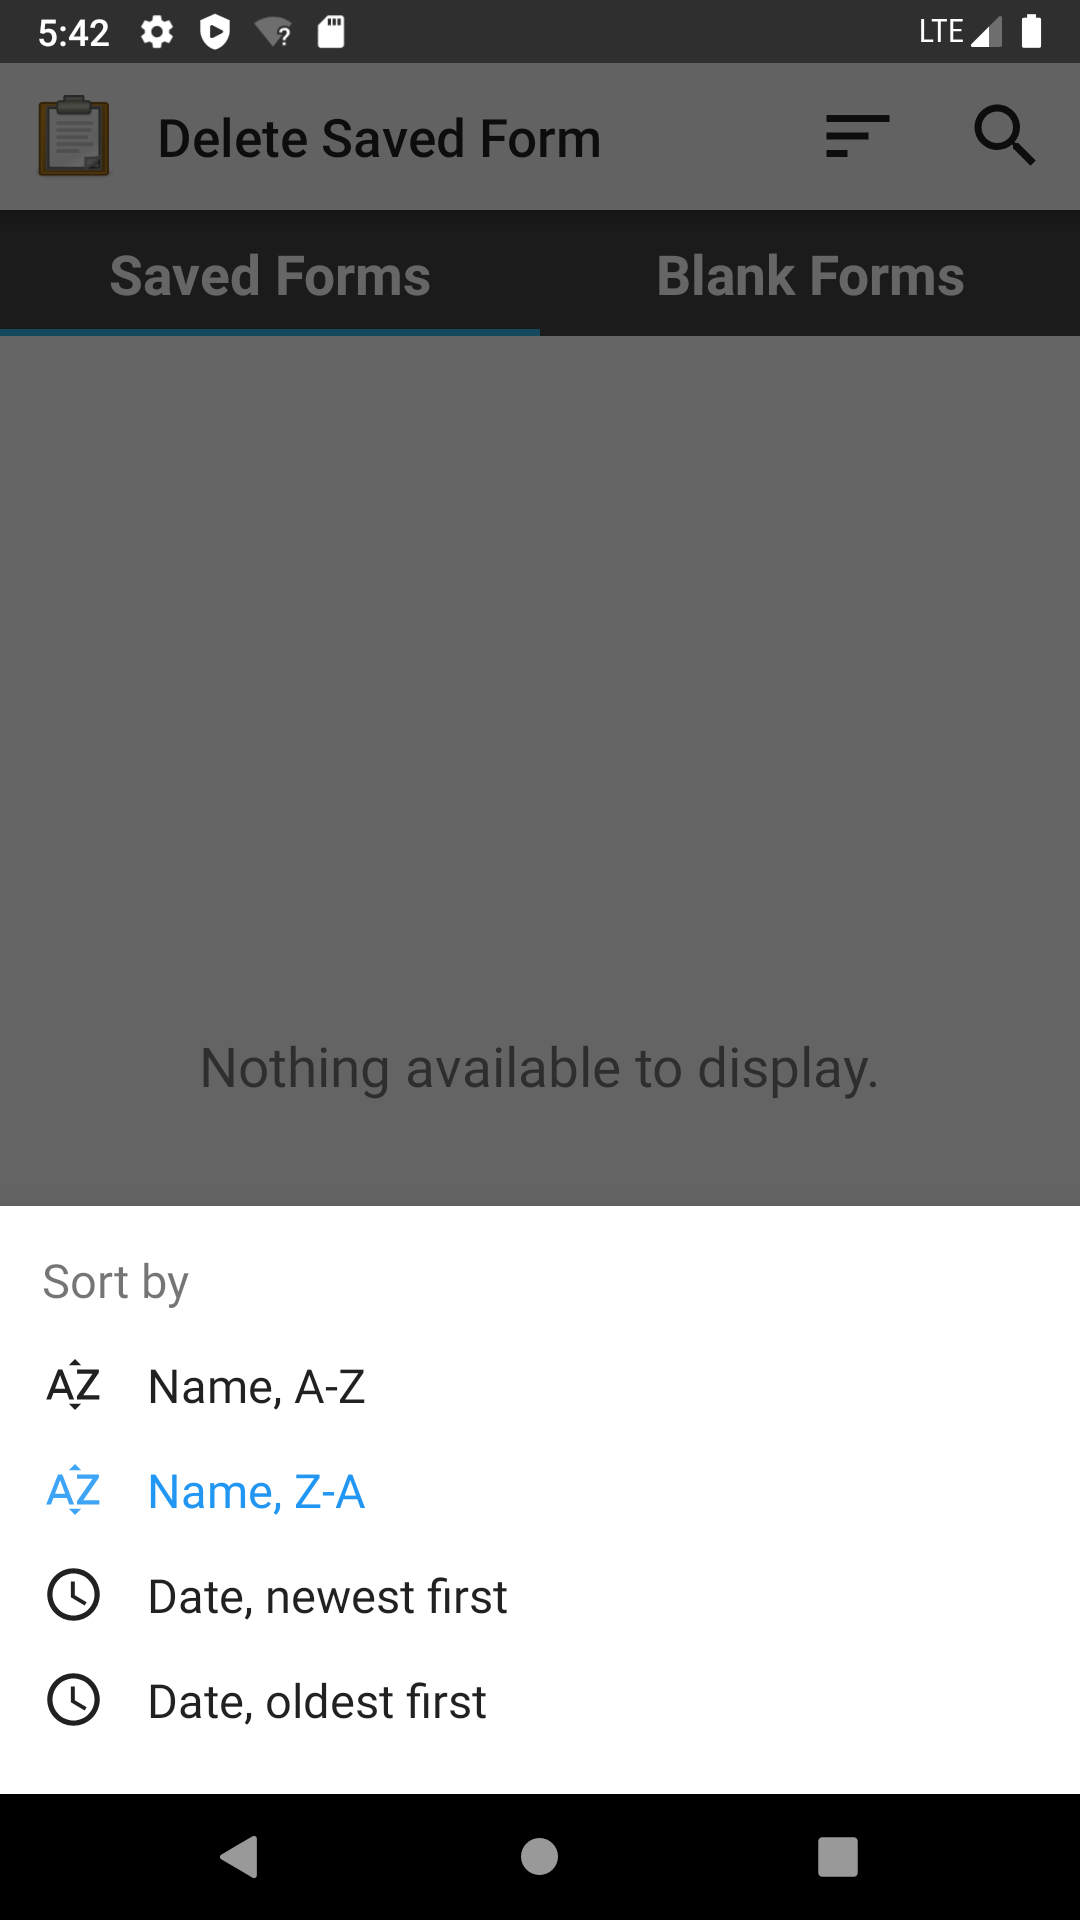 5:42
LTE
Delete Saved Form
Saved Forms
Blank Forms
Nothing available to display.
Sort by
AZ Name, A-Z
AZ Name, Z-A
Date, newest first
Date, oldest first